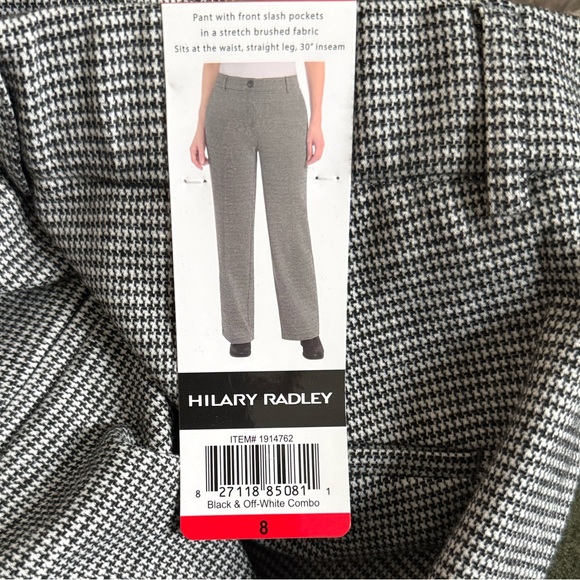 Pant with front slash pockets
in a stretch brushed fabric
Sits at the waist, straight leg, 30" inseam
HILARY RADLEY
ITEM# 1914762
8 27118 85081 1
Black & Off-White Combo
8